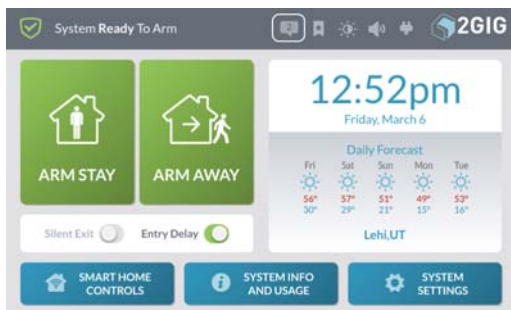 System Ready To Arm
2GIG
ARM STAY
ARM AWAY
Silent Exit
Entry Delay
12:52pm
Friday, March 6
Daily Forecast
Fri Sat Sun Mon Tue
56° 57° 51° 49° 53°
30° 29° 21° 15° 16°
Lehi,UT
SMART HOME
CONTROLS
SYSTEM INFO
AND USAGE
SYSTEM
SETTINGS